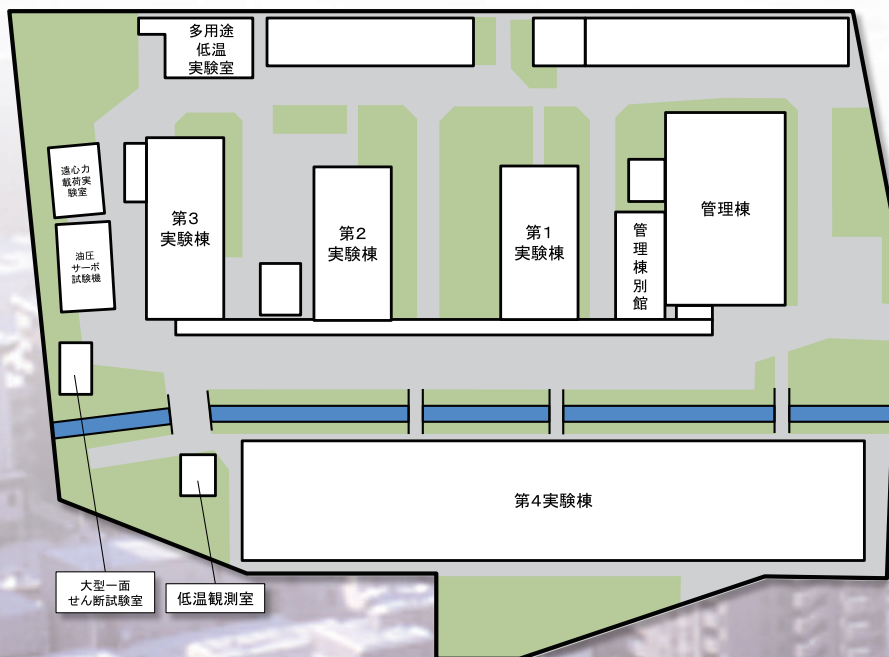 多用途
低温
実験室
遠心力
載荷実
験室
油圧
サーボ
試験機
第3
実験棟
第2
実験棟
第1
実験棟
管
理
棟
別
館
管理棟
第4実験棟
大型一面
せん断試験室
低温観測室